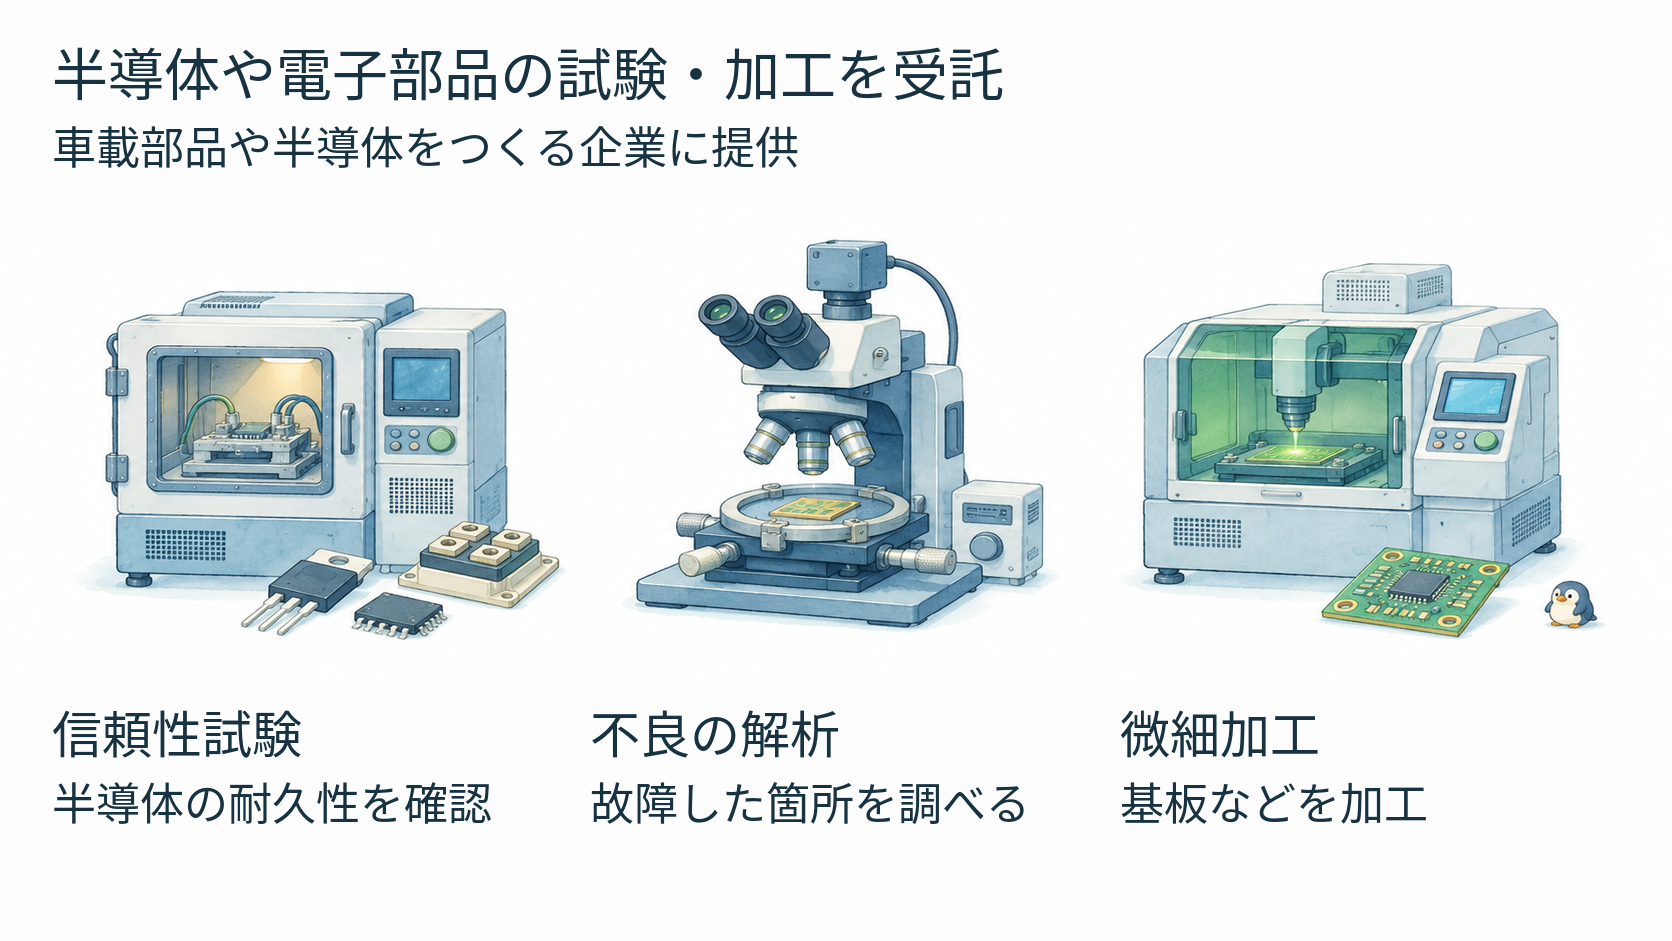 半導体や電子部品の試験・加工を受託
車載部品や半導体をつくる企業に提供
信頼性試験
半導体の耐久性を確認
不良の解析
故障した箇所を調べる
微細加工
基板などを加工